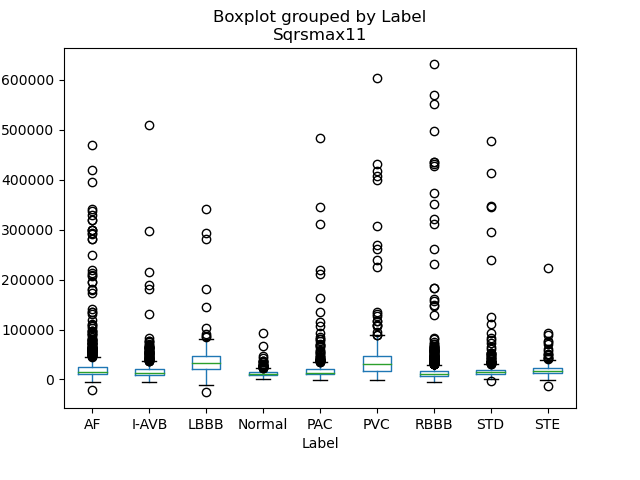 Boxplot grouped by Label
Sqrsmax11
600000
500000
400000
300000
200000
100000
0
AF I-AVB LBBB Normal PAC PVC RBBB STD STE
Label